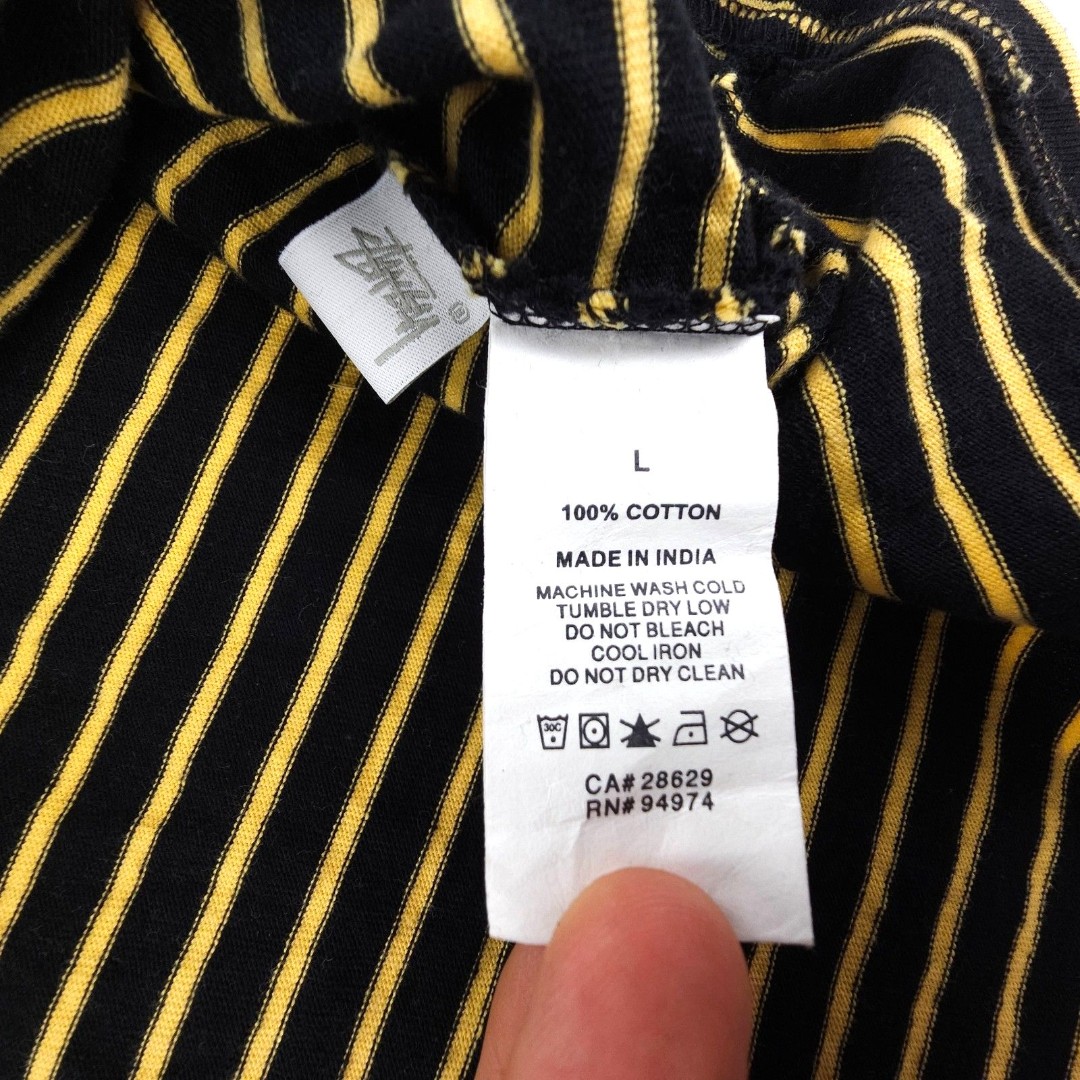 Stüssy ®
L
100% COTTON
MADE IN INDIA
MACHINE WASH COLD
TUMBLE DRY LOW
DO NOT BLEACH
COOL IRON
DO NOT DRY CLEAN
30C
CA# 28629
RN# 94974